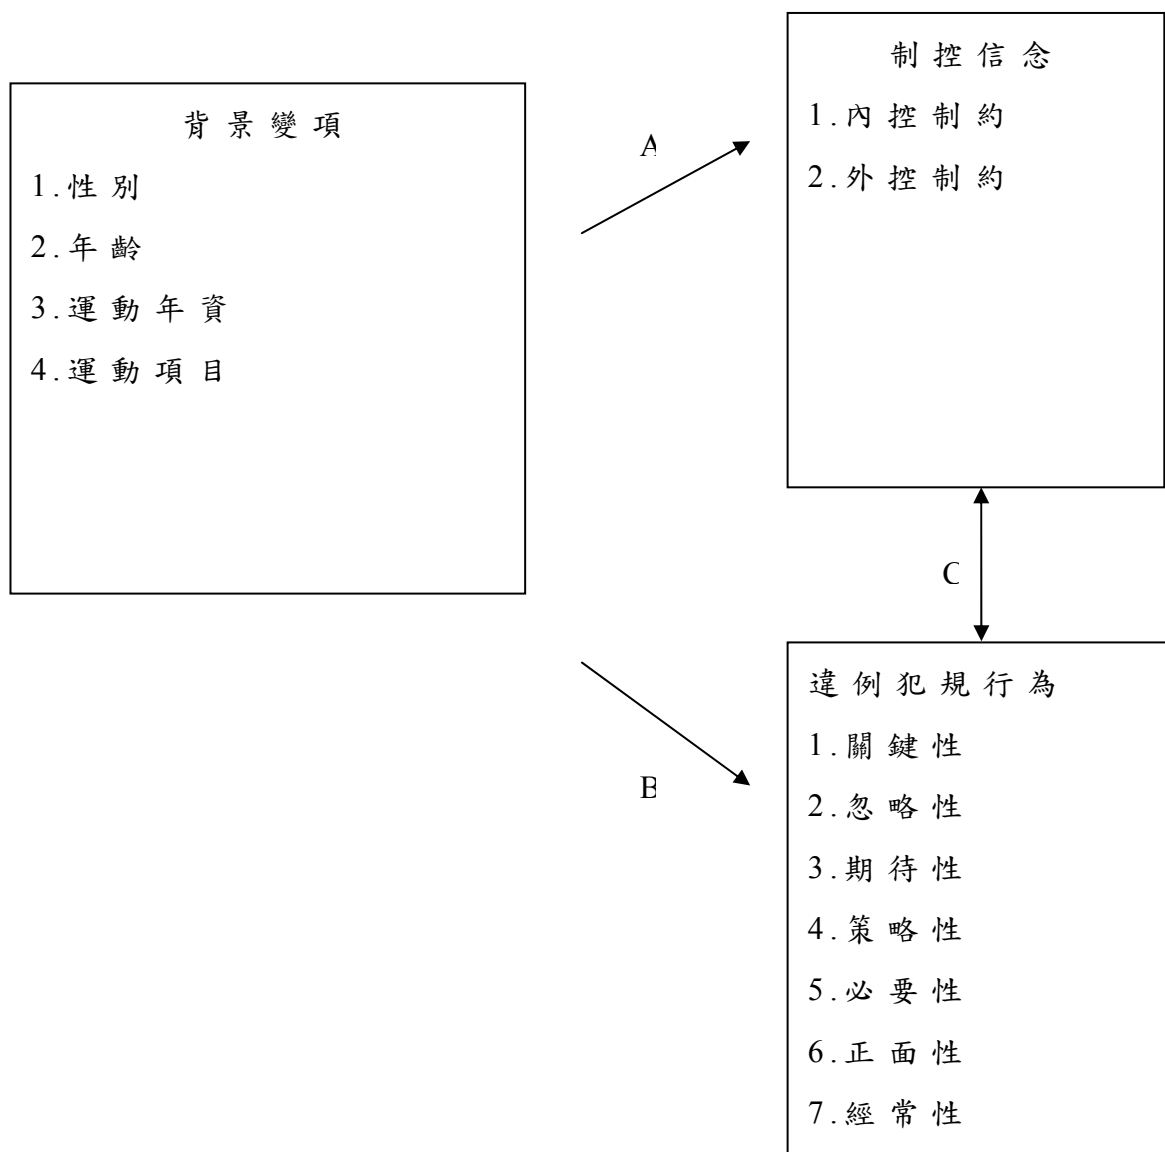 背景變項
1.性別
2.年齡
3.運動年資
4.運動項目
A
制控信念
1.內控制約
2.外控制約
C
B
違例犯規行為
1.關鍵性
2.忽略性
3.期待性
4.策略性
5.必要性
6.正面性
7.經常性